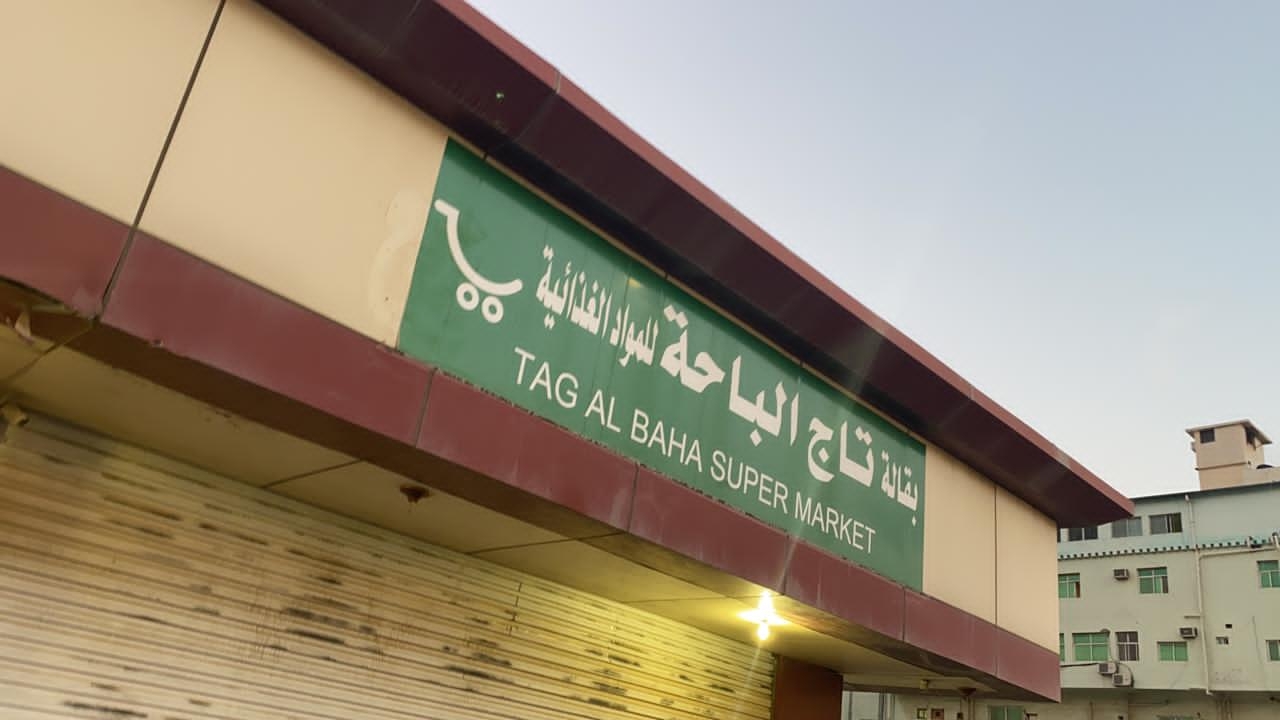 بقالة تاج الباحة للمواد الغذائية
TAG AL BAHA SUPER MARKET